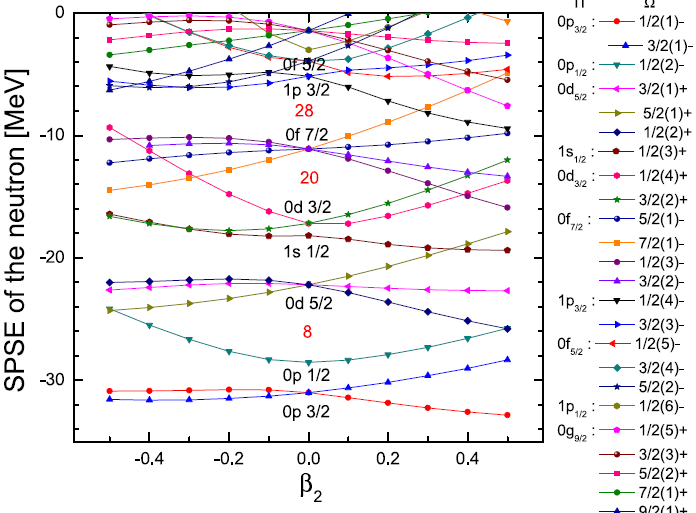 Π Ω
0p3/2 : 1/2(1)-
3/2(1)-
0p1/2 : 1/2(2)-
0d5/2 : 3/2(1)+
5/2(1)+
1/2(2)+
1s1/2 : 1/2(3)+
0d3/2 : 1/2(4)+
3/2(2)+
0f7/2 : 5/2(1)-
7/2(1)-
1/2(3)-
3/2(2)-
1p3/2 : 1/2(4)-
3/2(3)-
0f5/2 : 1/2(5)-
3/2(4)-
5/2(2)-
1p1/2 : 1/2(6)-
0g9/2 : 1/2(5)+
3/2(3)+
5/2(2)+
7/2(1)+
9/2(1)+
SPSE of the neutron [MeV]
0
-10
-20
-30
0f 5/2
1p 3/2
28
0f 7/2
20
0d 3/2
1s 1/2
0d 5/2
8
0p 1/2
0p 3/2
-0.4 -0.2 0.0 0.2 0.4
β2